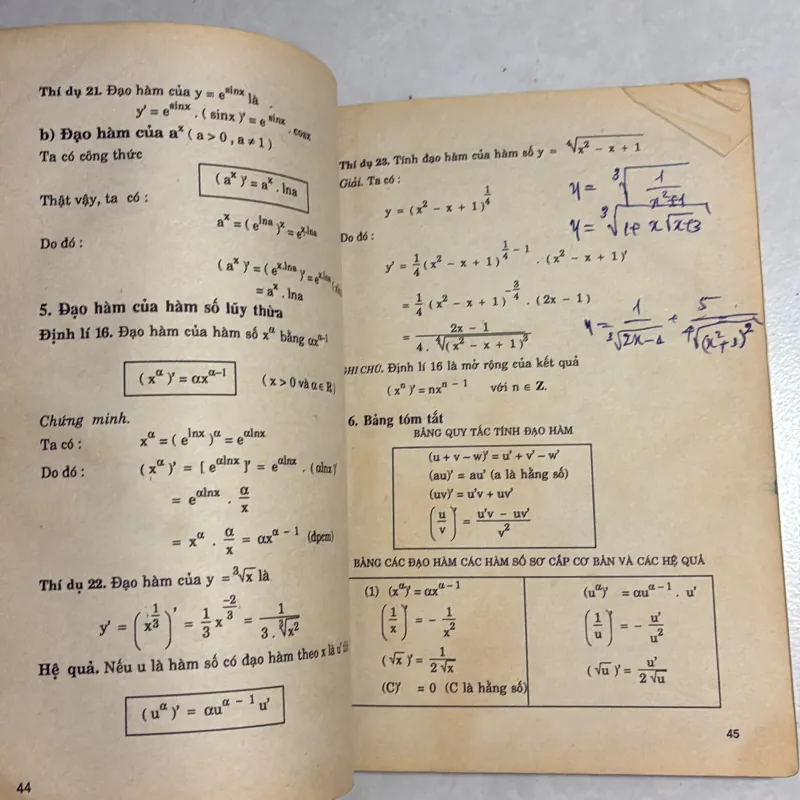 Thí dụ 21. Đạo hàm của y = e^sinx là
y' = e^sinx . ( sinx )' = e^sinx . cosx
b) Đạo hàm của a^x ( a > 0 , a ≠ 1 )
Ta có công thức
( a^x )' = a^x . lna
Thật vậy, ta có :
a^x = ( e^lna )^x = e^x.lna
Do đó :
( a^x )' = ( e^x.lna )' = e^x.lna
= a^x . lna
5. Đạo hàm của hàm số lũy thừa
Định lí 16. Đạo hàm của hàm số x^α bằng αx^α-1
( x^α )' = αx^α-1 ( x > 0 và α ∈ R )
Chứng minh.
Ta có : x^α = ( e^lnx )^α = e^αlnx
Do đó : ( x^α )' = [ e^αlnx ]' = e^αlnx . ( αlnx )'
= e^αlnx . α/x
= x^α . α/x = αx^(α - 1) (đpcm)
Thí dụ 22. Đạo hàm của y = ³√x là
y' = ( x^(1/3) )' = 1/3 x^(-2/3) = 1/(3 . ³√x²)
Hệ quả. Nếu u là hàm số có đạo hàm theo x là u'
( u^α )' = αu^(α - 1) u'
44
Thí dụ 23. Tính đạo hàm của hàm số y = ⁴√(x² - x + 1)
Giải. Ta có :
y = ( x² - x + 1 )^(1/4)
Do đó :
y' = 1/4 ( x² - x + 1 )^(1/4 - 1) . ( x² - x + 1 )'
= 1/4 ( x² - x + 1 )^(-3/4) . ( 2x - 1 )
= (2x - 1)/(4 . ⁴√(( x² - x + 1 )³))
y = ³√(1/(x²+1))
y = ³√(1+ x√(x+3))
GHI CHÚ. Định lí 16 là mở rộng của kết quả
( x^n )' = nx^(n - 1) với n ∈ Z.
6. Bảng tóm tắt
BẢNG QUY TẮC TÍNH ĐẠO HÀM
(u + v - w)' = u' + v' - w'
(au)' = au' (a là hằng số)
(uv)' = u'v + uv'
(u/v)' = (u'v - uv')/v²
BẢNG CÁC ĐẠO HÀM CÁC HÀM SỐ SƠ CẤP CƠ BẢN VÀ CÁC HỆ QUẢ
(1) (x^α)' = αx^(α - 1) (u^α)' = αu^(α - 1) . u'
(1/x)' = - 1/x² (1/u)' = - u'/u²
( √x )' = 1/(2√x) ( √u )' = u'/(2√u)
(C)' = 0 (C là hằng số)
45